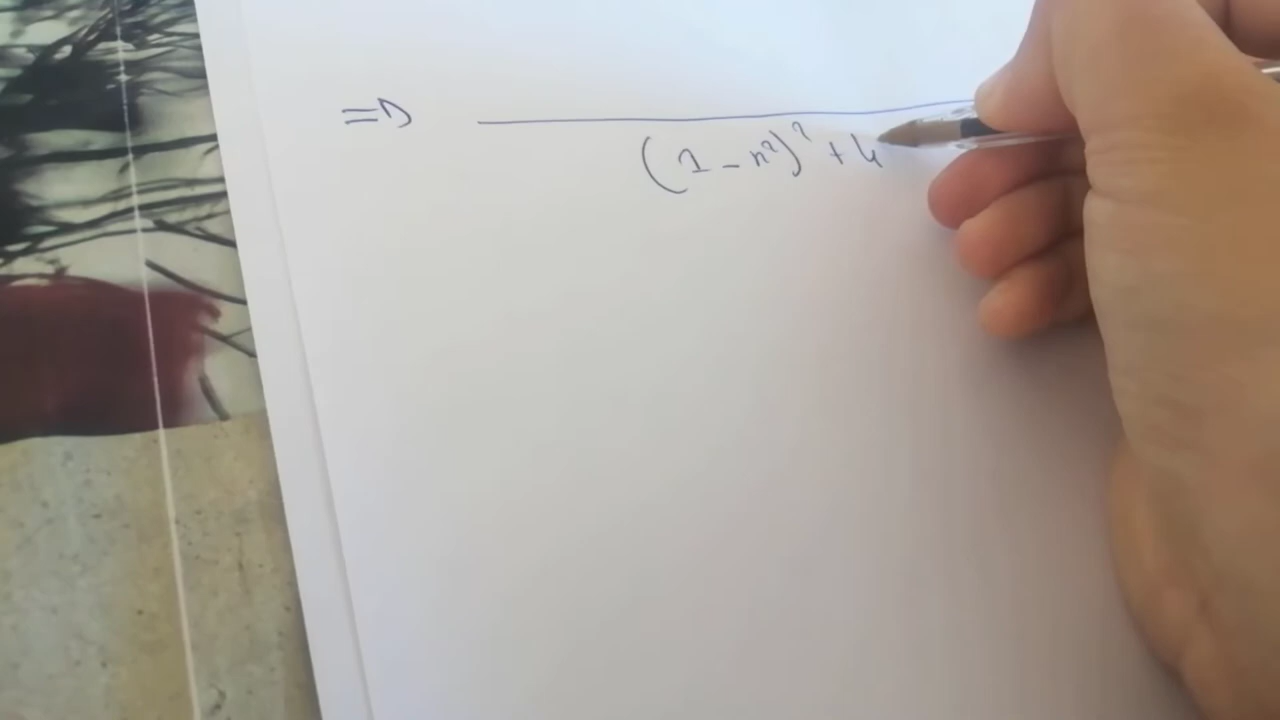 => ———
(1 - n²)² + 4